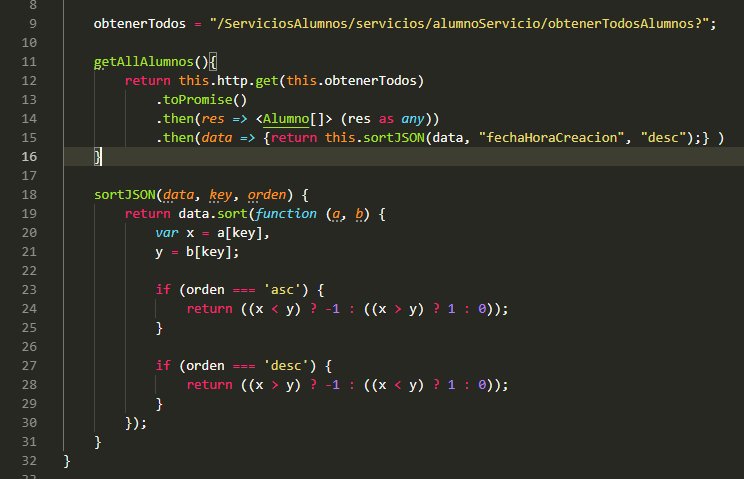 8
9 obtenerTodos = "/ServiciosAlumnos/servicios/alumnoServicio/obtenerTodosAlumnos?";
10
11 getAllAlumnos(){
12 return this.http.get(this.obtenerTodos)
13 .toPromise()
14 .then(res => <Alumno[]> (res as any))
15 .then(data => {return this.sortJSON(data, "fechaHoraCreacion", "desc");} )
16 }
17
18 sortJSON(data, key, orden) {
19 return data.sort(function (a, b) {
20 var x = a[key],
21 y = b[key];
22
23 if (orden === 'asc') {
24 return ((x < y) ? -1 : ((x > y) ? 1 : 0));
25 }
26
27 if (orden === 'desc') {
28 return ((x > y) ? -1 : ((x < y) ? 1 : 0));
29 }
30 });
31 }
32 }